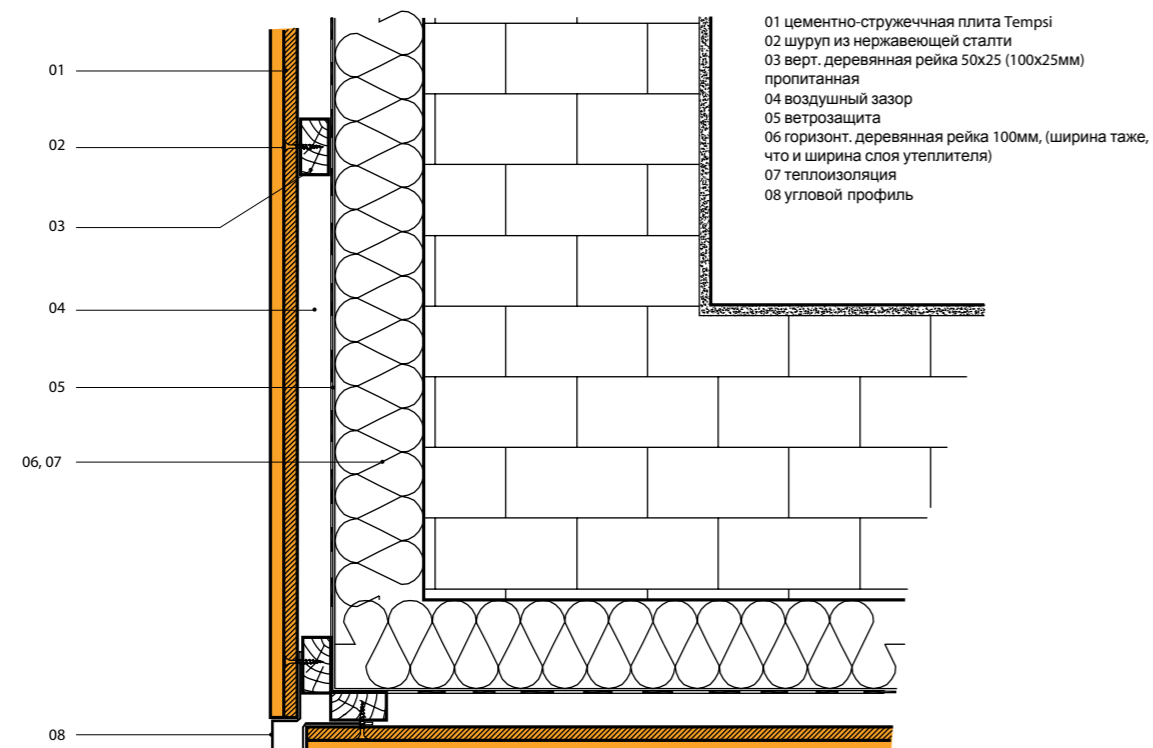 01 цементно-стружеччная плита Tempsi
02 шуруп из нержавеющей сталти
03 верт. деревянная рейка 50х25 (100х25мм)
пропитанная
04 воздушный зазор
05 ветрозащита
06 горизонт. деревянная рейка 100мм, (ширина таже,
что и ширина слоя утеплителя)
07 теплоизоляция
08 угловой профиль
01
02
03
04
05
06, 07
08